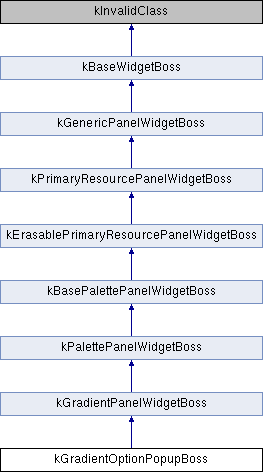 kInvalidClass
kBaseWidgetBoss
kGenericPanelWidgetBoss
kPrimaryResourcePanelWidgetBoss
kErasablePrimaryResourcePanelWidgetBoss
kBasePalettePanelWidgetBoss
kPalettePanelWidgetBoss
kGradientPanelWidgetBoss
kGradientOptionPopupBoss